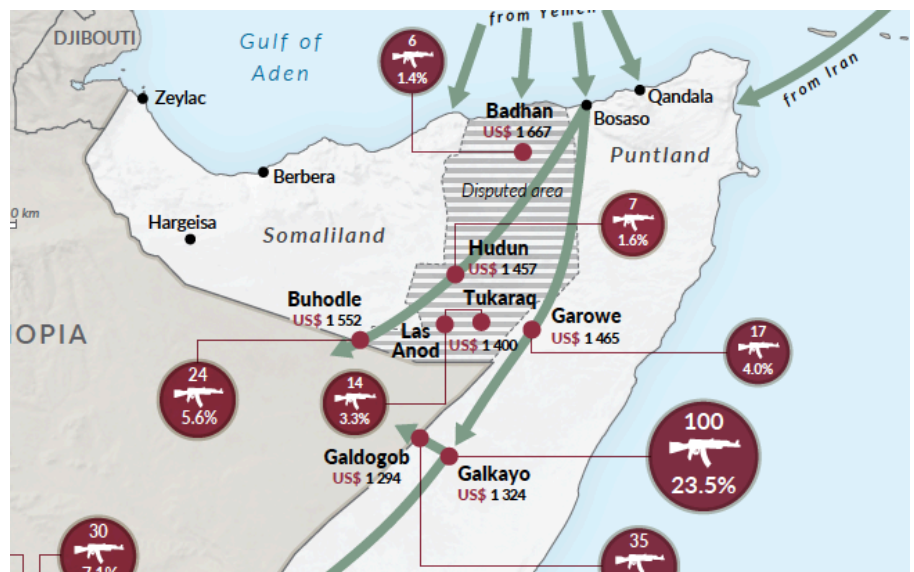 from Yemen
DJIBOUTI
Gulf of
Aden
6
1.4%
from Iran
Zeylac
Badhan
US$ 1 667
Qandala
Bosaso
Puntland
Berbera
Disputed area
0 km
Hargeisa
Somaliland
7
1.6%
Hudun
US$ 1 457
Buhodle
US$ 1 552
Tukaraq
Garowe
US$ 1 465
IOPIA
Las
Anod
US$ 1 400
17
4.0%
24
5.6%
14
3.3%
100
23.5%
Galdogob
US$ 1 294
Galkayo
US$ 1 324
30
7.1%
35